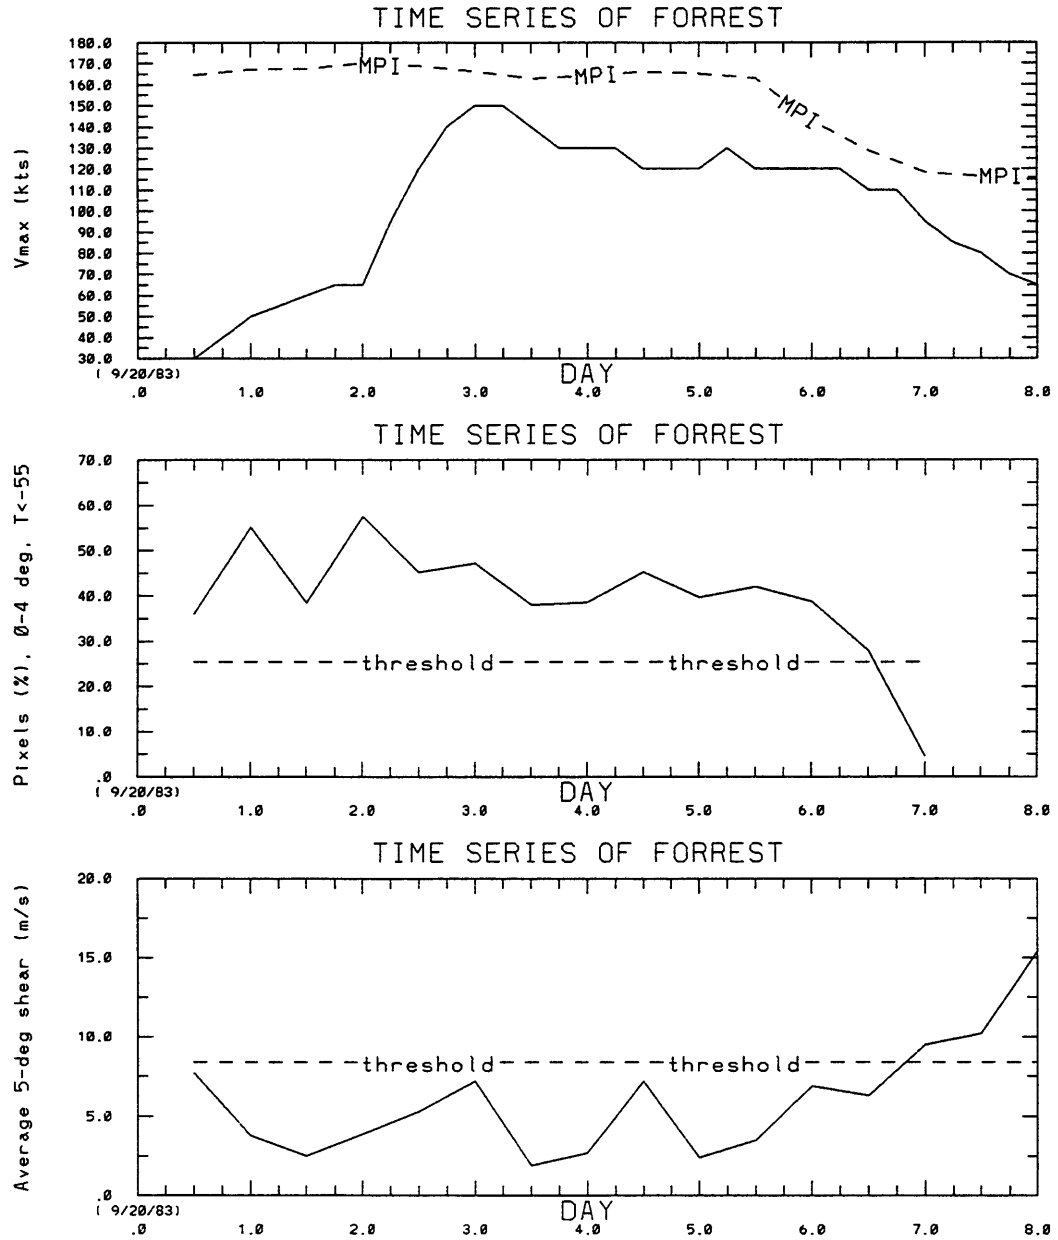 TIME SERIES OF FORREST
180.0
170.0
160.0
150.0
140.0
130.0
120.0
110.0
100.0
90.0
80.0
70.0
60.0
50.0
40.0
30.0
Vmax (kts)
MPI
MPI
MPI
MPI
( 9/20/83)
DAY
.0 1.0 2.0 3.0 4.0 5.0 6.0 7.0 8.0
TIME SERIES OF FORREST
70.0
60.0
50.0
40.0
30.0
20.0
10.0
.0
Pixels (%), 0-4 deg, T<-55
threshold threshold
( 9/20/83)
DAY
.0 1.0 2.0 3.0 4.0 5.0 6.0 7.0 8.0
TIME SERIES OF FORREST
20.0
15.0
10.0
5.0
.0
Average 5-deg shear (m/s)
threshold threshold
( 9/20/83)
DAY
.0 1.0 2.0 3.0 4.0 5.0 6.0 7.0 8.0